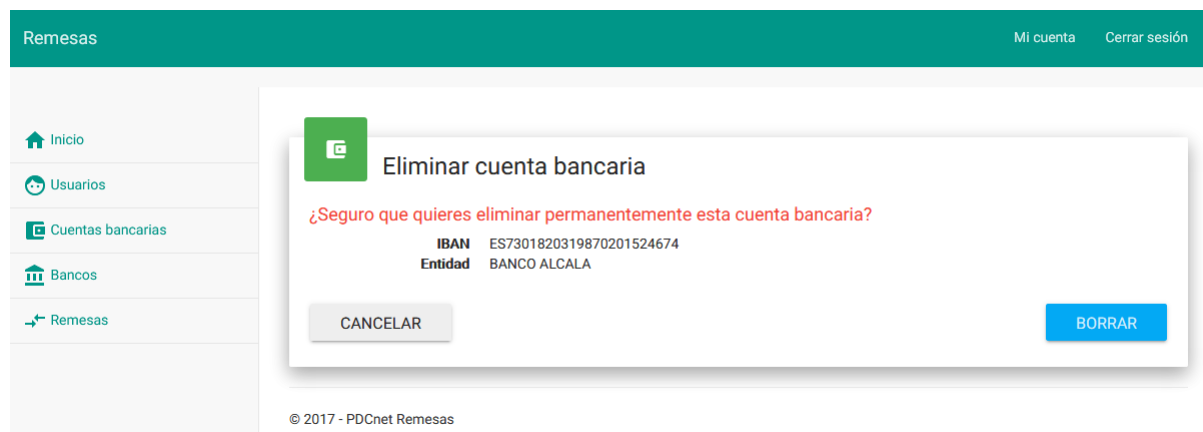 Remesas
Mi cuenta
Cerrar sesión
Inicio
Usuarios
Cuentas bancarias
Bancos
Remesas
Eliminar cuenta bancaria
¿Seguro que quieres eliminar permanentemente esta cuenta bancaria?
IBAN ES7301820319870201524674
Entidad BANCO ALCALA
CANCELAR
BORRAR
© 2017 - PDCnet Remesas